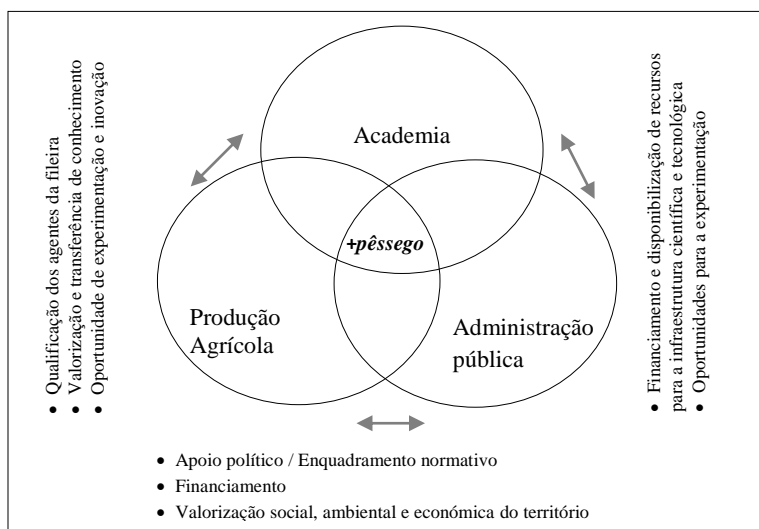 Academia
+pêssego
Produção
Agrícola
Administração
pública
• Qualificação dos agentes da fileira
• Valorização e transferência de conhecimento
• Oportunidade de experimentação e inovação
• Financiamento e disponibilização de recursos
para a infraestrutura científica e tecnológica
• Oportunidades para a experimentação
• Apoio político / Enquadramento normativo
• Financiamento
• Valorização social, ambiental e económica do território